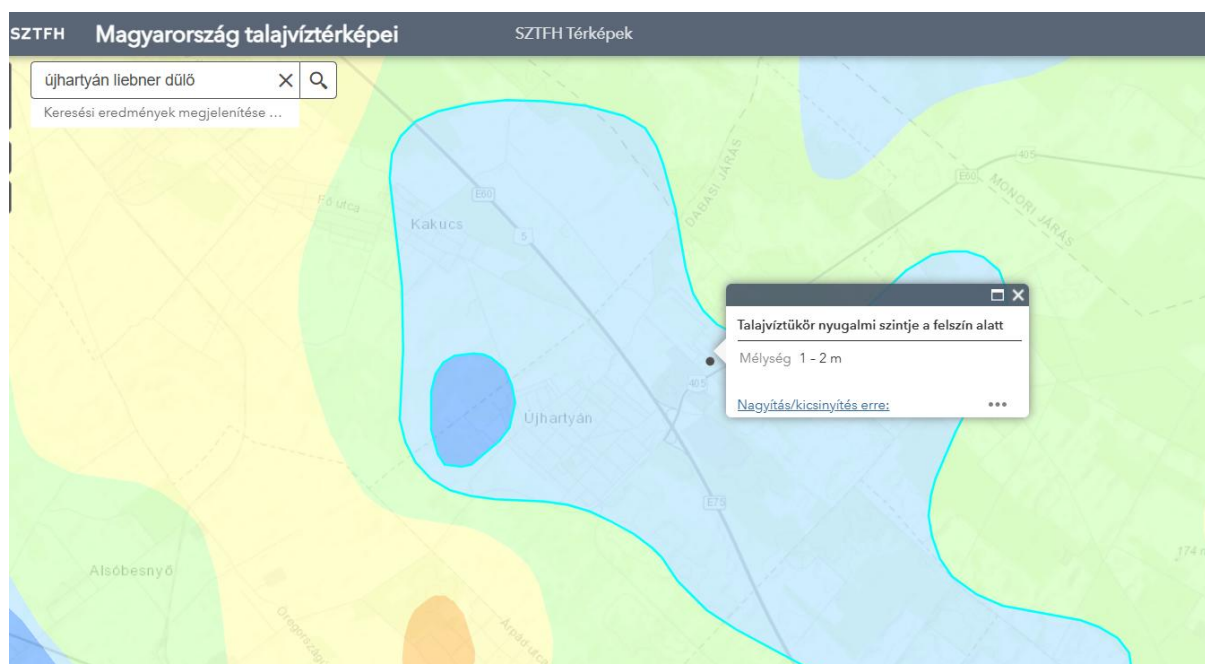 SZTFH Magyarország talajvíztérképei SZTFH Térképek
újhartyán liebner dülö
Keresési eredmények megjelenítése ...
405
E60
MONORI JÁRÁS
DABASI JÁRÁS
Fő utca
E60
Kakucs
5
Talajvíztükör nyugalmi szintje a felszín alatt
Mélység 1 - 2 m
Nagyítás/kicsinyítés erre:
405
Újhartyán
E75
174 m
Alsóbesnyő
Öregországú
Árpád utca